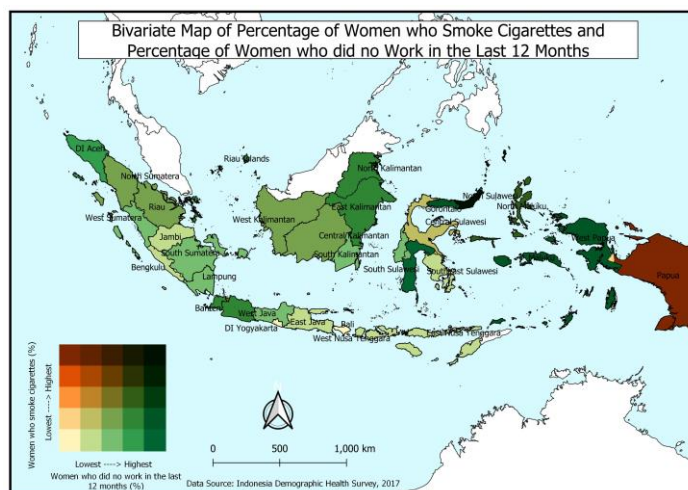 Bivariate Map of Percentage of Women who Smoke Cigarettes and
Percentage of Women who did no Work in the Last 12 Months
DI Aceh
North Sumatera
Riau Islands
North Kalimantan
Riau
West Sumatera
West Kalimantan
East Kalimantan
Gorontalo
North Sulawesi
North Maluku
Jambi
Central Kalimantan
Central Sulawesi
West Papua
South Sumatera
South Kalimantan
Bengkulu
South Sulawesi
Southeast Sulawesi
Papua
Lampung
Banten
West Java
DI Yogyakarta
East Java
Bali
West Nusa Tenggara
East Nusa Tenggara
Women who smoke cigarettes (%)
Lowest ----> Highest
Lowest ----> Highest
Women who did no work in the last
12 months (%)
0 500 1,000 km
Data Source: Indonesia Demographic Health Survey, 2017